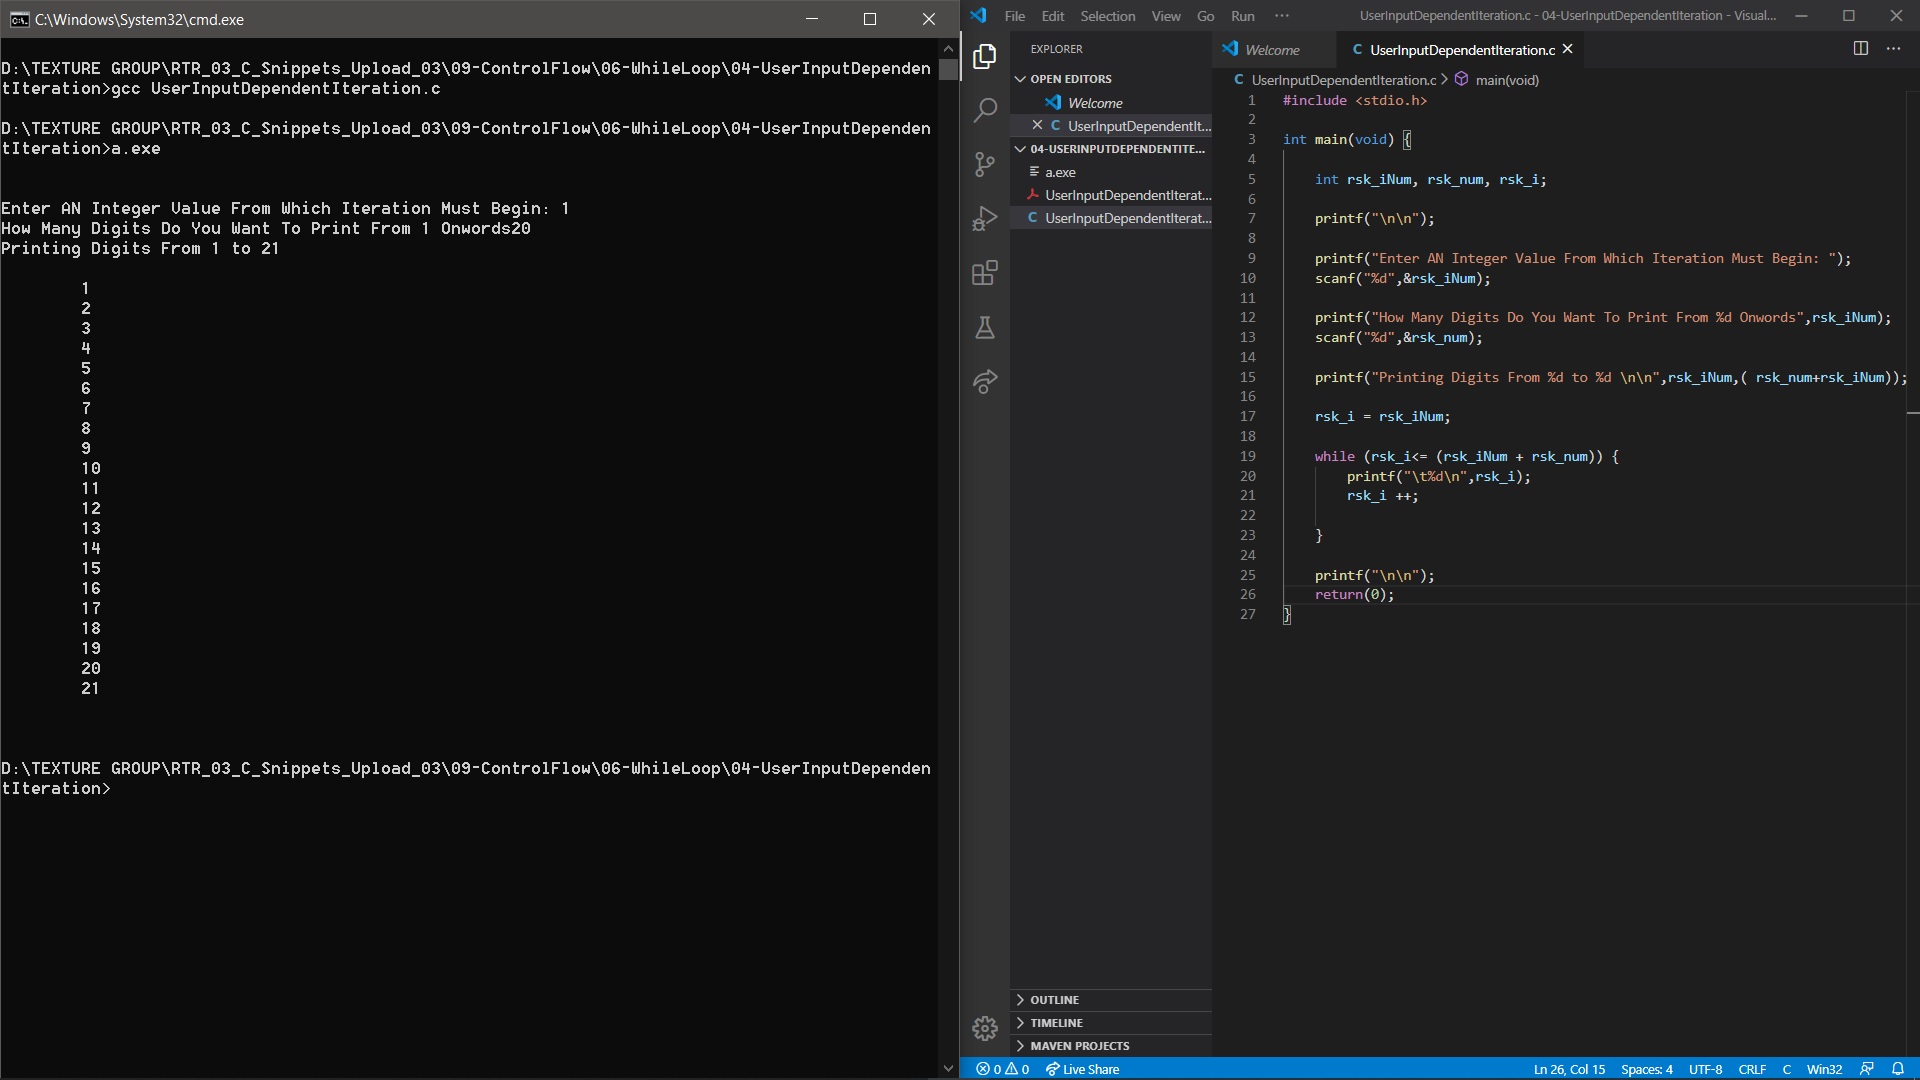 C:\Windows\System32\cmd.exe
D:\TEXTURE GROUP\RTR_03_C_Snippets_Upload_03\09-ControlFlow\06-WhileLoop\04-UserInputDependen
tIteration>gcc UserInputDependentIteration.c
D:\TEXTURE GROUP\RTR_03_C_Snippets_Upload_03\09-ControlFlow\06-WhileLoop\04-UserInputDependen
tIteration>a.exe
Enter AN Integer Value From Which Iteration Must Begin: 1
How Many Digits Do You Want To Print From 1 Onwords20
Printing Digits From 1 to 21
1
2
3
4
5
6
7
8
9
10
11
12
13
14
15
16
17
18
19
20
21
D:\TEXTURE GROUP\RTR_03_C_Snippets_Upload_03\09-ControlFlow\06-WhileLoop\04-UserInputDependen
tIteration>
File Edit Selection View Go Run ··· UserInputDependentIteration.c - 04-UserInputDependentIteration - Visual...
EXPLORER
OPEN EDITORS
Welcome
C UserInputDependentIt...
04-USERINPUTDEPENDENTITE...
a.exe
UserInputDependentIterat...
C UserInputDependentIterat...
OUTLINE
TIMELINE
MAVEN PROJECTS
Welcome C UserInputDependentIteration.c
C UserInputDependentIteration.c > main(void)
1 #include <stdio.h>
2
3 int main(void) {
4
5 int rsk_iNum, rsk_num, rsk_i;
6
7 printf("\n\n");
8
9 printf("Enter AN Integer Value From Which Iteration Must Begin: ");
10 scanf("%d",&rsk_iNum);
11
12 printf("How Many Digits Do You Want To Print From %d Onwords",rsk_iNum);
13 scanf("%d",&rsk_num);
14
15 printf("Printing Digits From %d to %d \n\n",rsk_iNum,( rsk_num+rsk_iNum));
16
17 rsk_i = rsk_iNum;
18
19 while (rsk_i<= (rsk_iNum + rsk_num)) {
20 printf("\t%d\n",rsk_i);
21 rsk_i ++;
22
23 }
24
25 printf("\n\n");
26 return(0);
27 }
0 0 Live Share Ln 26, Col 15 Spaces: 4 UTF-8 CRLF C Win32